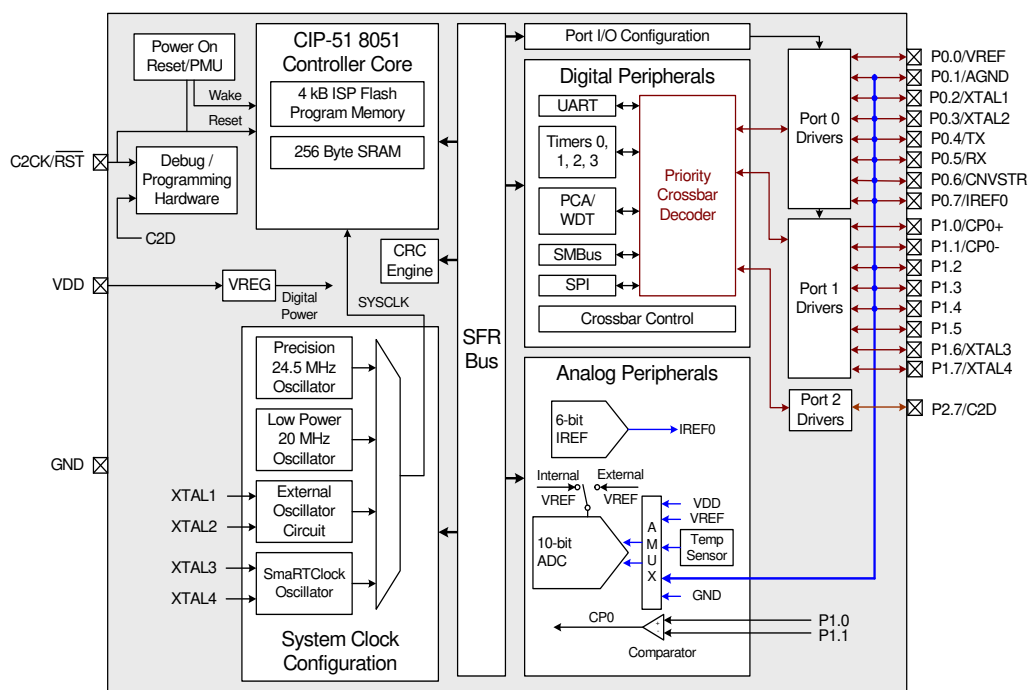 Power On
Reset/PMU
Wake
Reset
C2CK/RST
Debug /
Programming
Hardware
C2D
VDD
VREG
Digital
Power
GND
CIP-51 8051
Controller Core
4 kB ISP Flash
Program Memory
256 Byte SRAM
CRC
Engine
SYSCLK
Precision
24.5 MHz
Oscillator
Low Power
20 MHz
Oscillator
XTAL1
XTAL2
External
Oscillator
Circuit
XTAL3
XTAL4
SmaRTClock
Oscillator
System Clock
Configuration
SFR
Bus
Port I/O Configuration
Digital Peripherals
UART
Timers 0,
1, 2, 3
PCA/
WDT
SMBus
SPI
Priority
Crossbar
Decoder
Crossbar Control
Analog Peripherals
6-bit
IREF
IREF0
Internal
VREF
External
VREF
10-bit
ADC
A
M
U
X
VDD
VREF
Temp
Sensor
GND
CP0
+
-
Comparator
P1.0
P1.1
Port 0
Drivers
Port 1
Drivers
Port 2
Drivers
P0.0/VREF
P0.1/AGND
P0.2/XTAL1
P0.3/XTAL2
P0.4/TX
P0.5/RX
P0.6/CNVSTR
P0.7/IREF0
P1.0/CP0+
P1.1/CP0-
P1.2
P1.3
P1.4
P1.5
P1.6/XTAL3
P1.7/XTAL4
P2.7/C2D